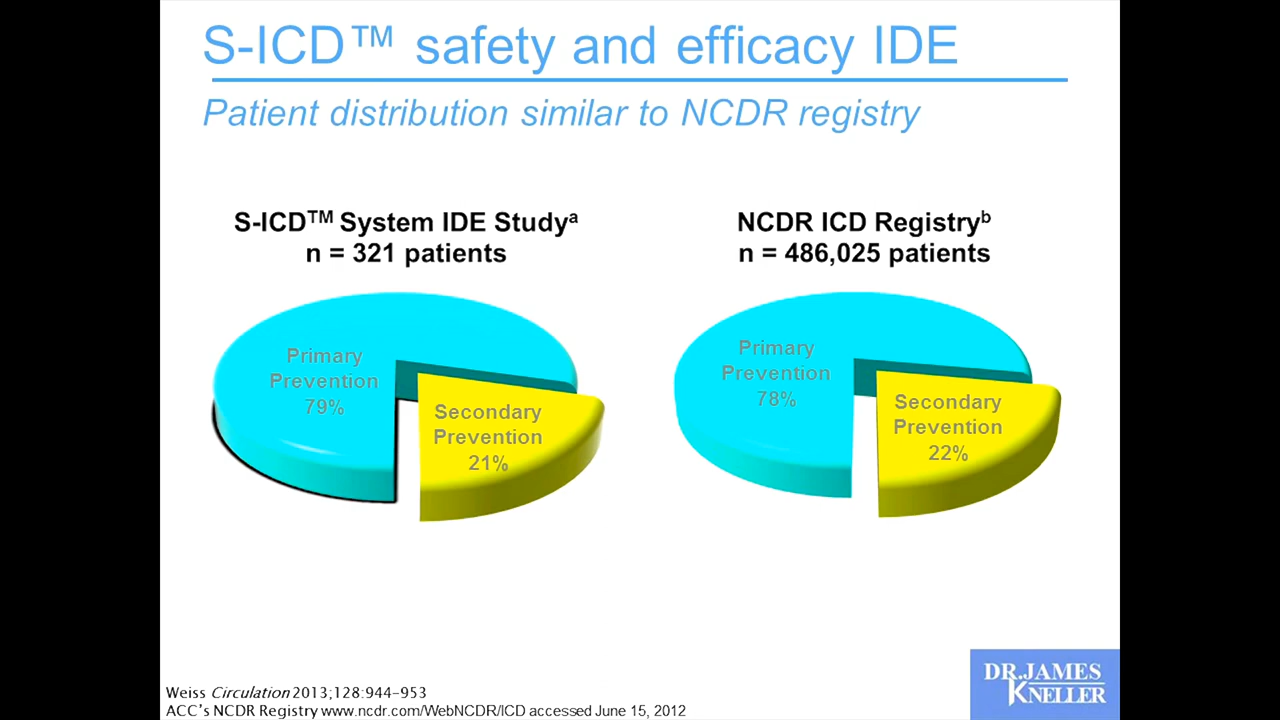 S-ICD™ safety and efficacy IDE
Patient distribution similar to NCDR registry
S-ICD™ System IDE Studyᵃ
n = 321 patients
Primary
Prevention
79%
Secondary
Prevention
21%
NCDR ICD Registryᵇ
n = 486,025 patients
Primary
Prevention
78%
Secondary
Prevention
22%
Weiss Circulation 2013;128:944-953
ACC's NCDR Registry www.ncdr.com/WebNCDR/ICD accessed June 15, 2012
DR.JAMES
KNELLER